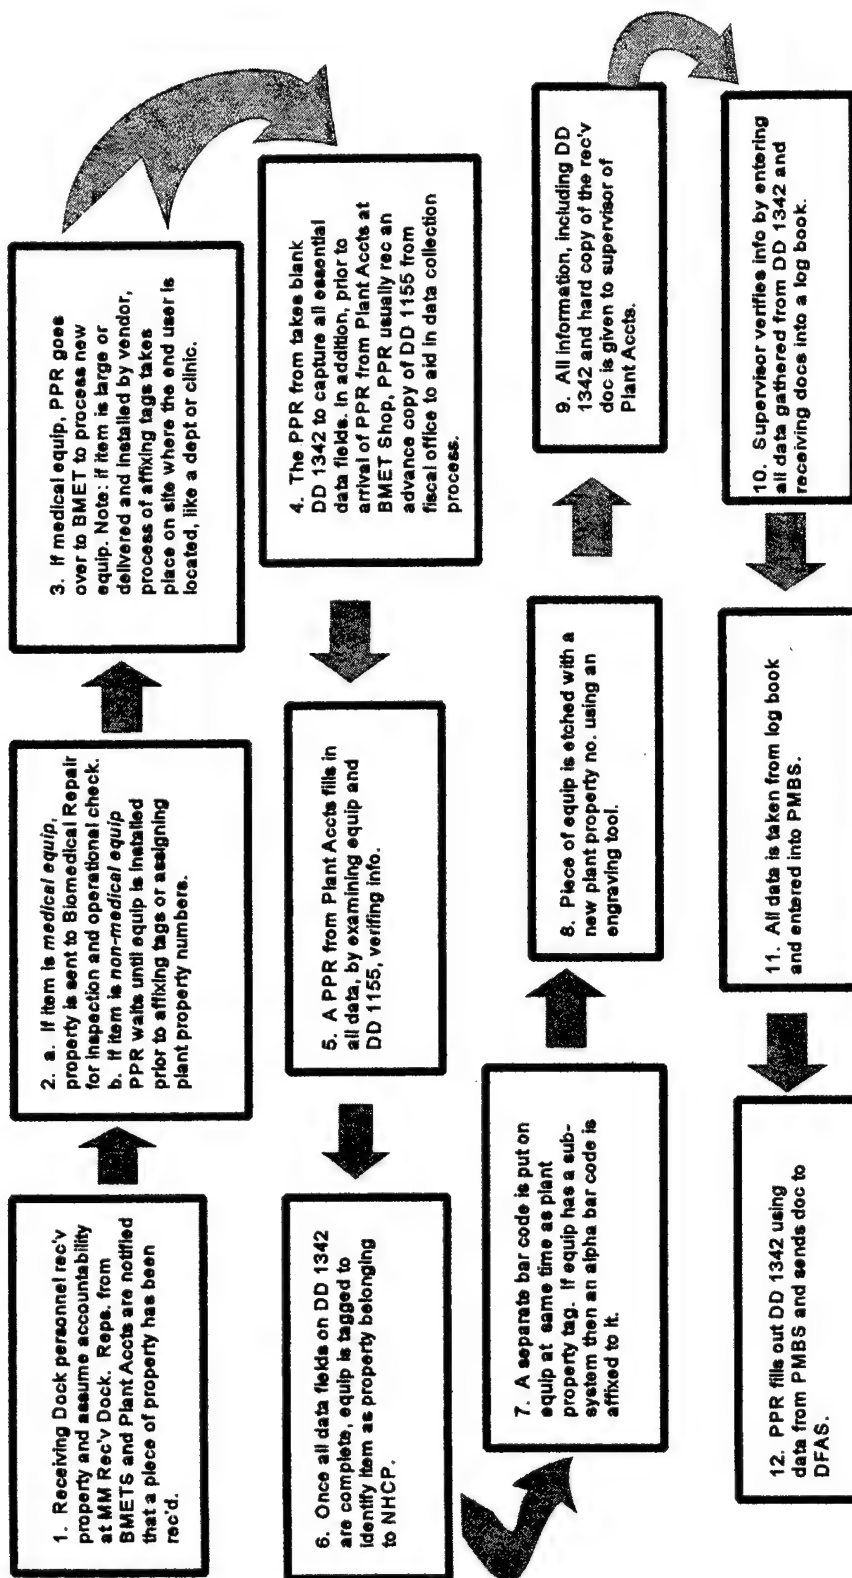 1. Receiving Dock personnel rec'v
property and assume accountability
at MM Rec'v Dock. Reps. from
BMETS and Plant Accts are notified
that a piece of property has been
rec'd.
2. a. If item is medical equip,
property is sent to Biomedical Repair
for inspection and operational check.
b. If item is non-medical equip
PPR waits until equip is installed
prior to affixing tags or assigning
plant property numbers.
3. If medical equip, PPR goes
over to BMET to process new
equip. Note: if item is large or
delivered and installed by vendor,
process of affixing tags takes
place on site where the end user is
located, like a dept or clinic.
4. The PPR from takes blank
DD 1342 to capture all essential
data fields. In addition, prior to
arrival of PPR from Plant Accts at
BMET Shop, PPR usually rec an
advance copy of DD 1155 from
fiscal office to aid in data collection
process.
5. A PPR from Plant Accts fills in
all data, by examining equip and
DD 1155, verifing info.
6. Once all data fields on DD 1342
are complete, equip is tagged to
identify item as property belonging
to NHCP.
7. A separate bar code is put on
equip at same time as plant
property tag. If equip has a sub-
system then an alpha bar code is
affixed to it.
8. Piece of equip is etched with a
new plant property no. using an
engraving tool.
9. All information, including DD
1342 and hard copy of the rec'v
doc is given to supervisor of
Plant Accts.
10. Supervisor verifies info by entering
all data gathered from DD 1342 and
receiving docs into a log book.
11. All data is taken from log book
and entered into PMBS.
12. PPR fills out DD 1342 using
data from PMBS and sends doc to
DFAS.